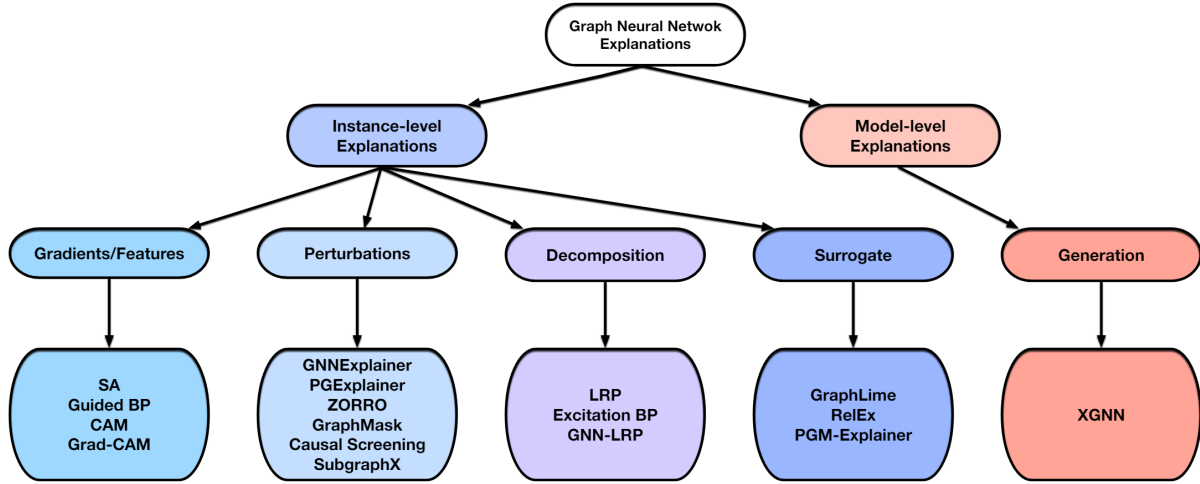 Graph Neural Netwok
Explanations
Instance-level
Explanations
Model-level
Explanations
Gradients/Features
Perturbations
Decomposition
Surrogate
Generation
SA
Guided BP
CAM
Grad-CAM
GNNExplainer
PGExplainer
ZORRO
GraphMask
Causal Screening
SubgraphX
LRP
Excitation BP
GNN-LRP
GraphLime
RelEx
PGM-Explainer
XGNN